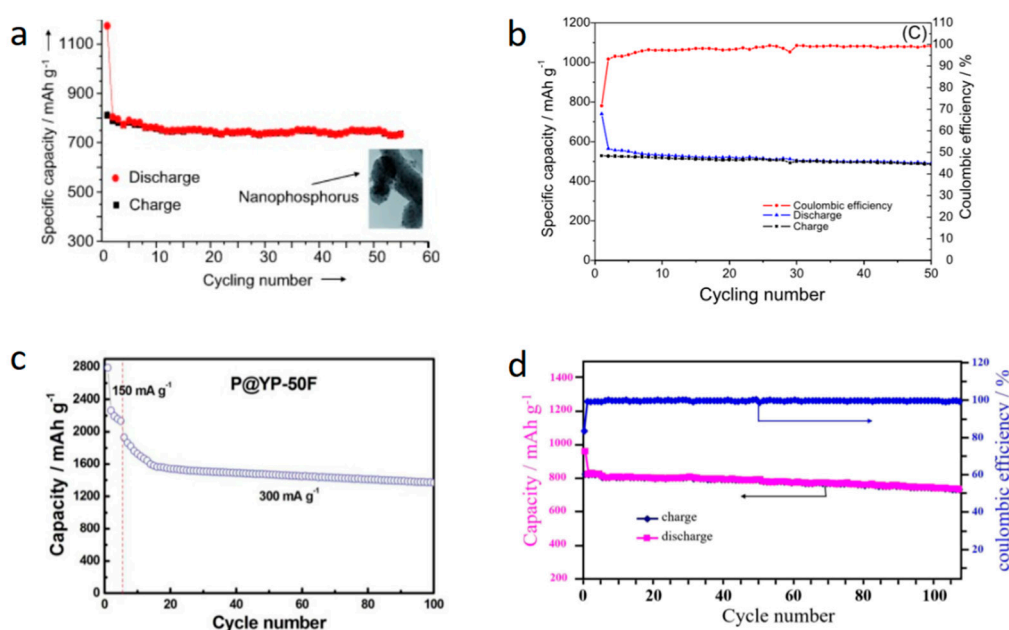 a
1100
900
750
600
450
300
Specific capacity / mAh g⁻¹ →
Discharge
Charge
Nanophosphorus
0 10 20 30 40 50 60
Cycling number →
b
(C)
1200
1000
800
600
400
200
0
Specific capacity / mAh g⁻¹
110
100
90
80
70
60
50
40
30
20
10
0
Coulombic efficiency / %
Coulombic efficiency
Discharge
Charge
0 10 20 30 40 50
Cycling number
c
2800
2400
2000
1600
1200
800
400
0
Capacity / mAh g⁻¹
150 mA g⁻¹
P@YP-50F
300 mA g⁻¹
0 20 40 60 80 100
Cycle number
d
1400
1200
1000
800
600
400
200
Capacity / mAh g⁻¹
120
100
80
60
40
20
coulombic efficiency / %
charge
discharge
0 20 40 60 80 100
Cycle number